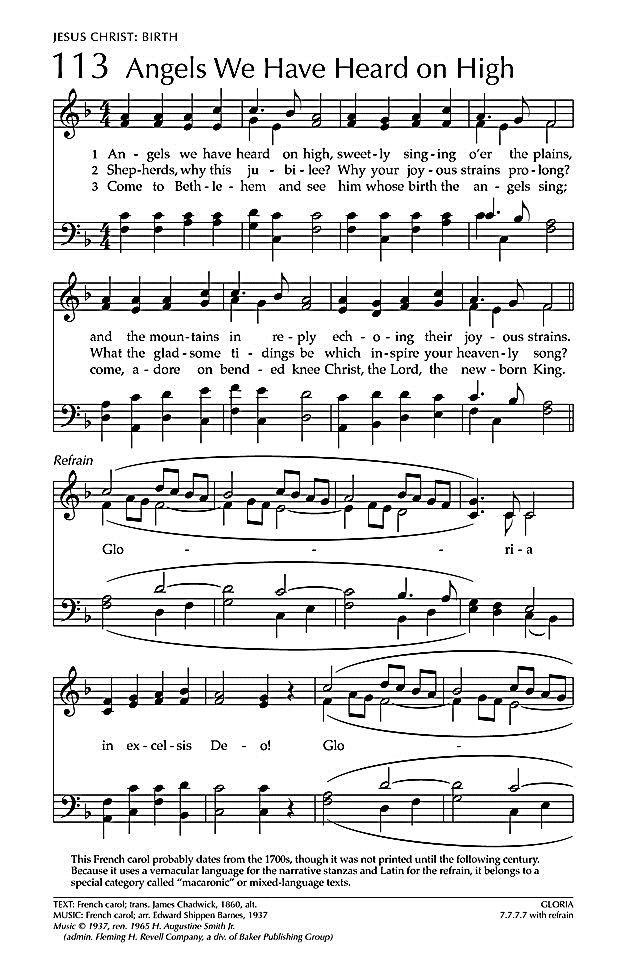 JESUS CHRIST: BIRTH
113 Angels We Have Heard on High
1 An - gels we have heard on high, sweet - ly sing - ing o'er the plains,
2 Shep-herds, why this ju - bi - lee? Why your joy - ous strains pro - long?
3 Come to Beth - le - hem and see him whose birth the an - gels sing;
and the moun - tains in re - ply ech - o - ing their joy - ous strains.
What the glad - some ti - dings be which in-spire your heaven - ly song?
come, a - dore on bend - ed knee Christ, the Lord, the new - born King.
Refrain
Glo - - - ri - a
in ex - cel - sis De - o! Glo -
This French carol probably dates from the 1700s, though it was not printed until the following century.
Because it uses a vernacular language for the narrative stanzas and Latin for the refrain, it belongs to a
special category called “macaronic” or mixed-language texts.
TEXT: French carol; trans. James Chadwick, 1860, alt. GLORIA
MUSIC: French carol; arr. Edward Shippen Barnes, 1937 7.7.7.7 with refrain
Music © 1937, ren. 1965 H. Augustine Smith Jr.
(admin. Fleming H. Revell Company, a div. of Baker Publishing Group)